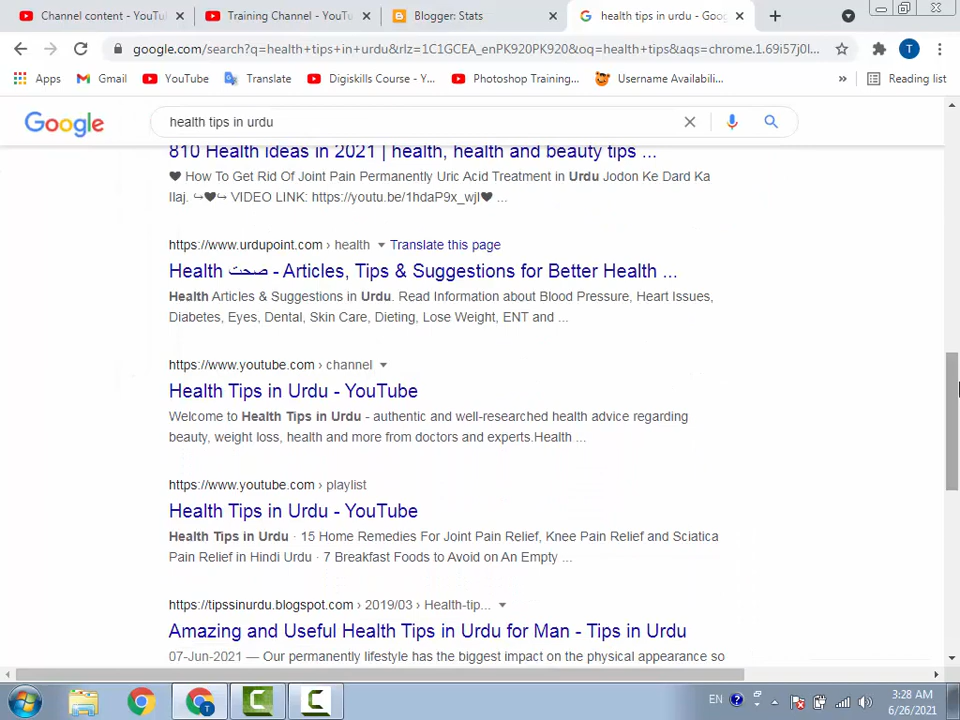 Channel content - YouTu
Training Channel - YouTu
Blogger: Stats
health tips in urdu - Goo
google.com/search?q=health+tips+in+urdu&rlz=1C1GCEA_enPK920PK920&oq=health+tips&aqs=chrome.1.69i57j0l...
T
Apps
Gmail
YouTube
Translate
Digiskills Course - Y...
Photoshop Training...
Username Availabili...
»
Reading list
Google
health tips in urdu
810 Health ideas in 2021 | health, health and beauty tips ...
♥ How To Get Rid Of Joint Pain Permanently Uric Acid Treatment in Urdu Jodon Ke Dard Ka
Ilaj. ↪♥↪ VIDEO LINK: https://youtu.be/1hdaP9x_wjI♥ ...
https://www.urdupoint.com › health
Translate this page
Health صحت - Articles, Tips & Suggestions for Better Health ...
Health Articles & Suggestions in Urdu. Read Information about Blood Pressure, Heart Issues,
Diabetes, Eyes, Dental, Skin Care, Dieting, Lose Weight, ENT and ...
https://www.youtube.com › channel
Health Tips in Urdu - YouTube
Welcome to Health Tips in Urdu - authentic and well-researched health advice regarding
beauty, weight loss, health and more from doctors and experts.Health ...
https://www.youtube.com › playlist
Health Tips in Urdu - YouTube
Health Tips in Urdu · 15 Home Remedies For Joint Pain Relief, Knee Pain Relief and Sciatica
Pain Relief in Hindi Urdu · 7 Breakfast Foods to Avoid on An Empty ...
https://tipssinurdu.blogspot.com › 2019/03 › Health-tip...
Amazing and Useful Health Tips in Urdu for Man - Tips in Urdu
07-Jun-2021 — Our permanently lifestyle has the biggest impact on the physical appearance so
T
C
C
EN
3:28 AM
6/26/2021